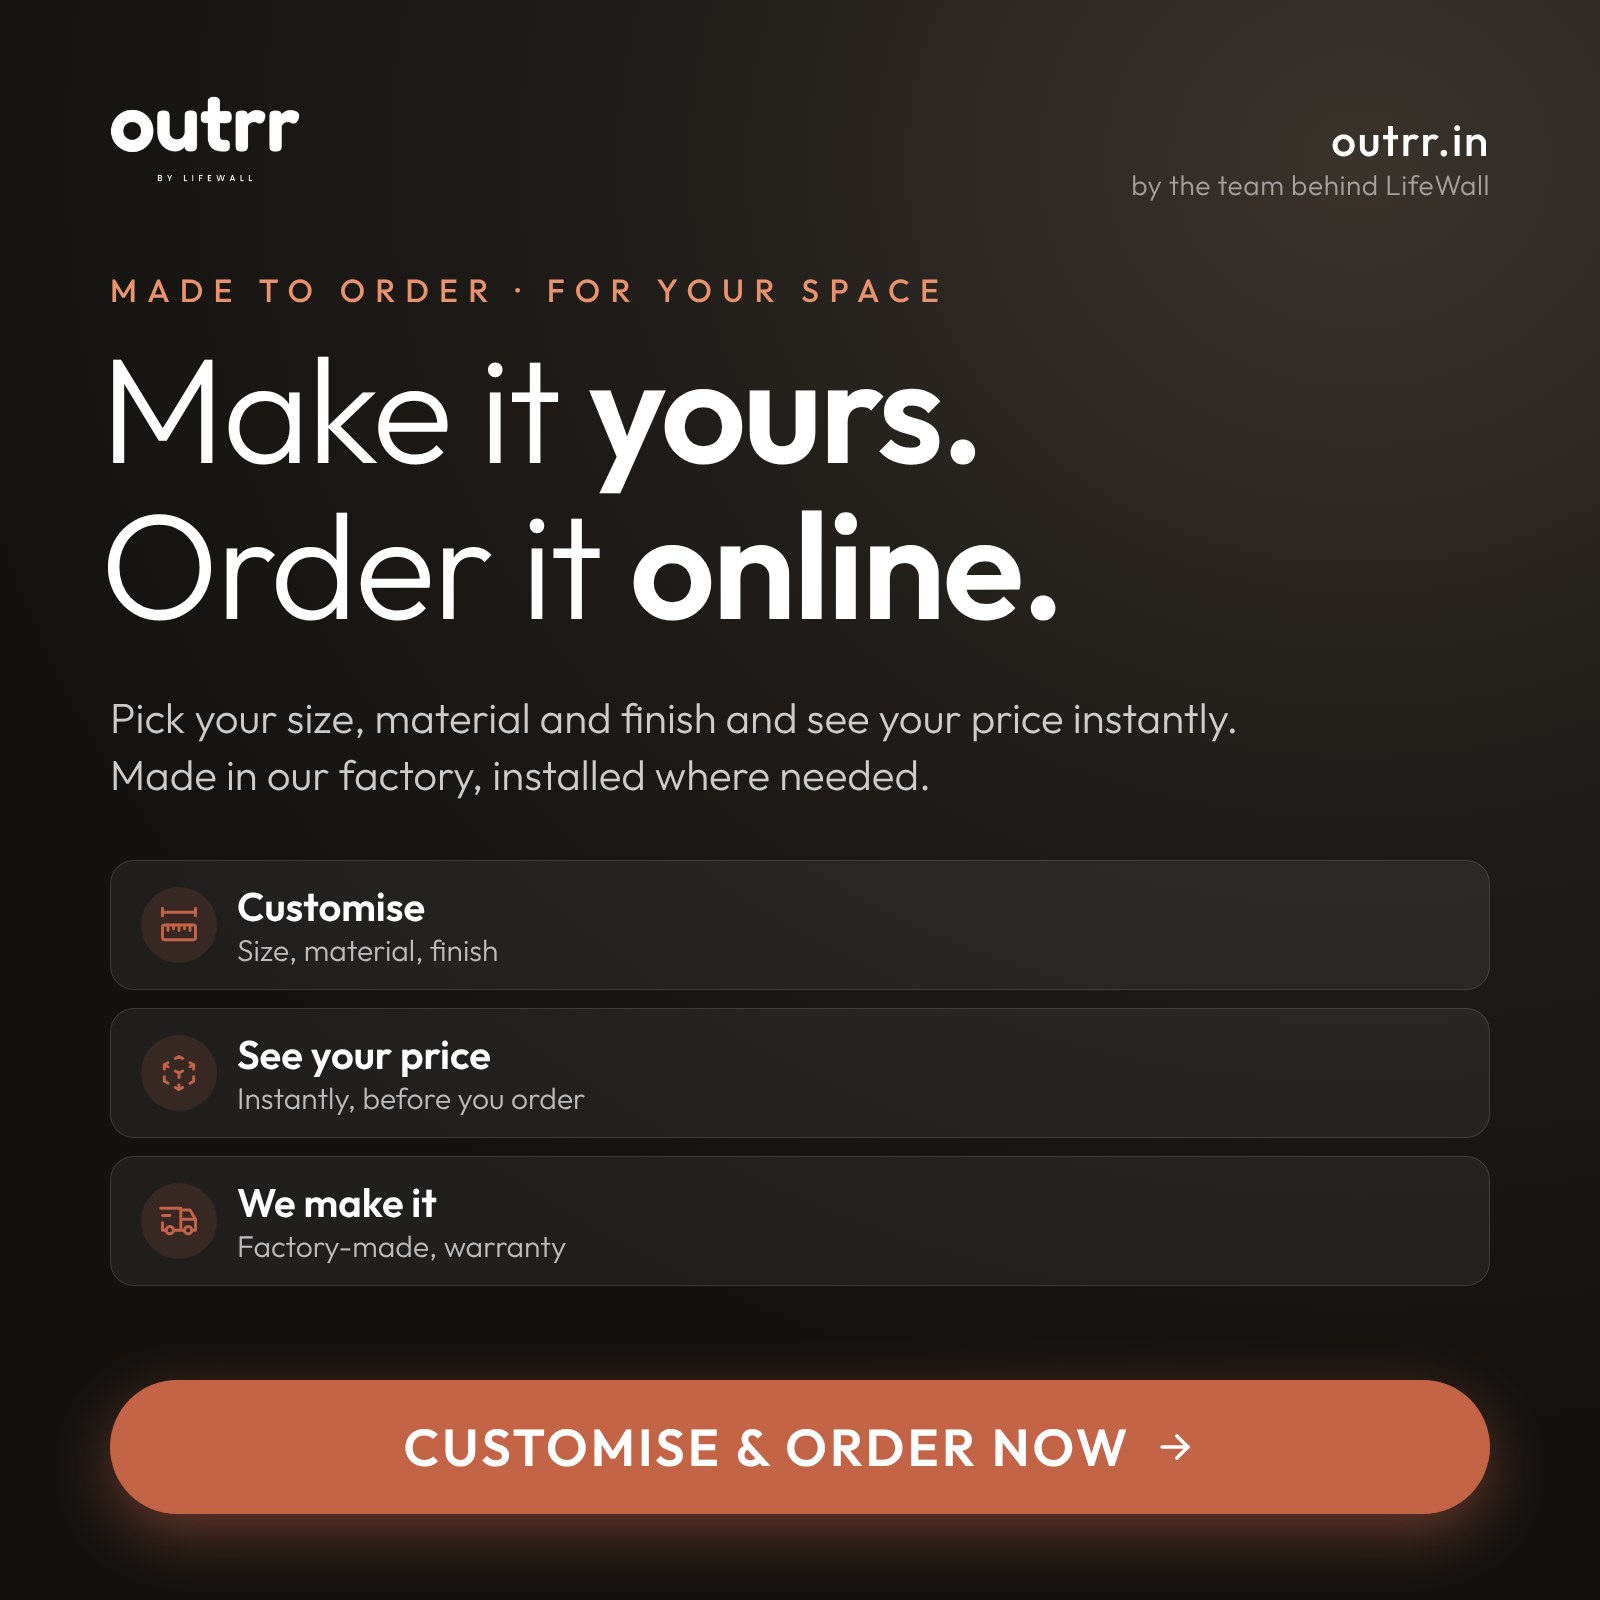 outrr
BY LIFEWALL
outrr.in
by the team behind LifeWall
MADE TO ORDER · FOR YOUR SPACE
Make it yours.
Order it online.
Pick your size, material and finish and see your price instantly.
Made in our factory, installed where needed.
Customise
Size, material, finish
See your price
Instantly, before you order
We make it
Factory-made, warranty
CUSTOMISE & ORDER NOW →